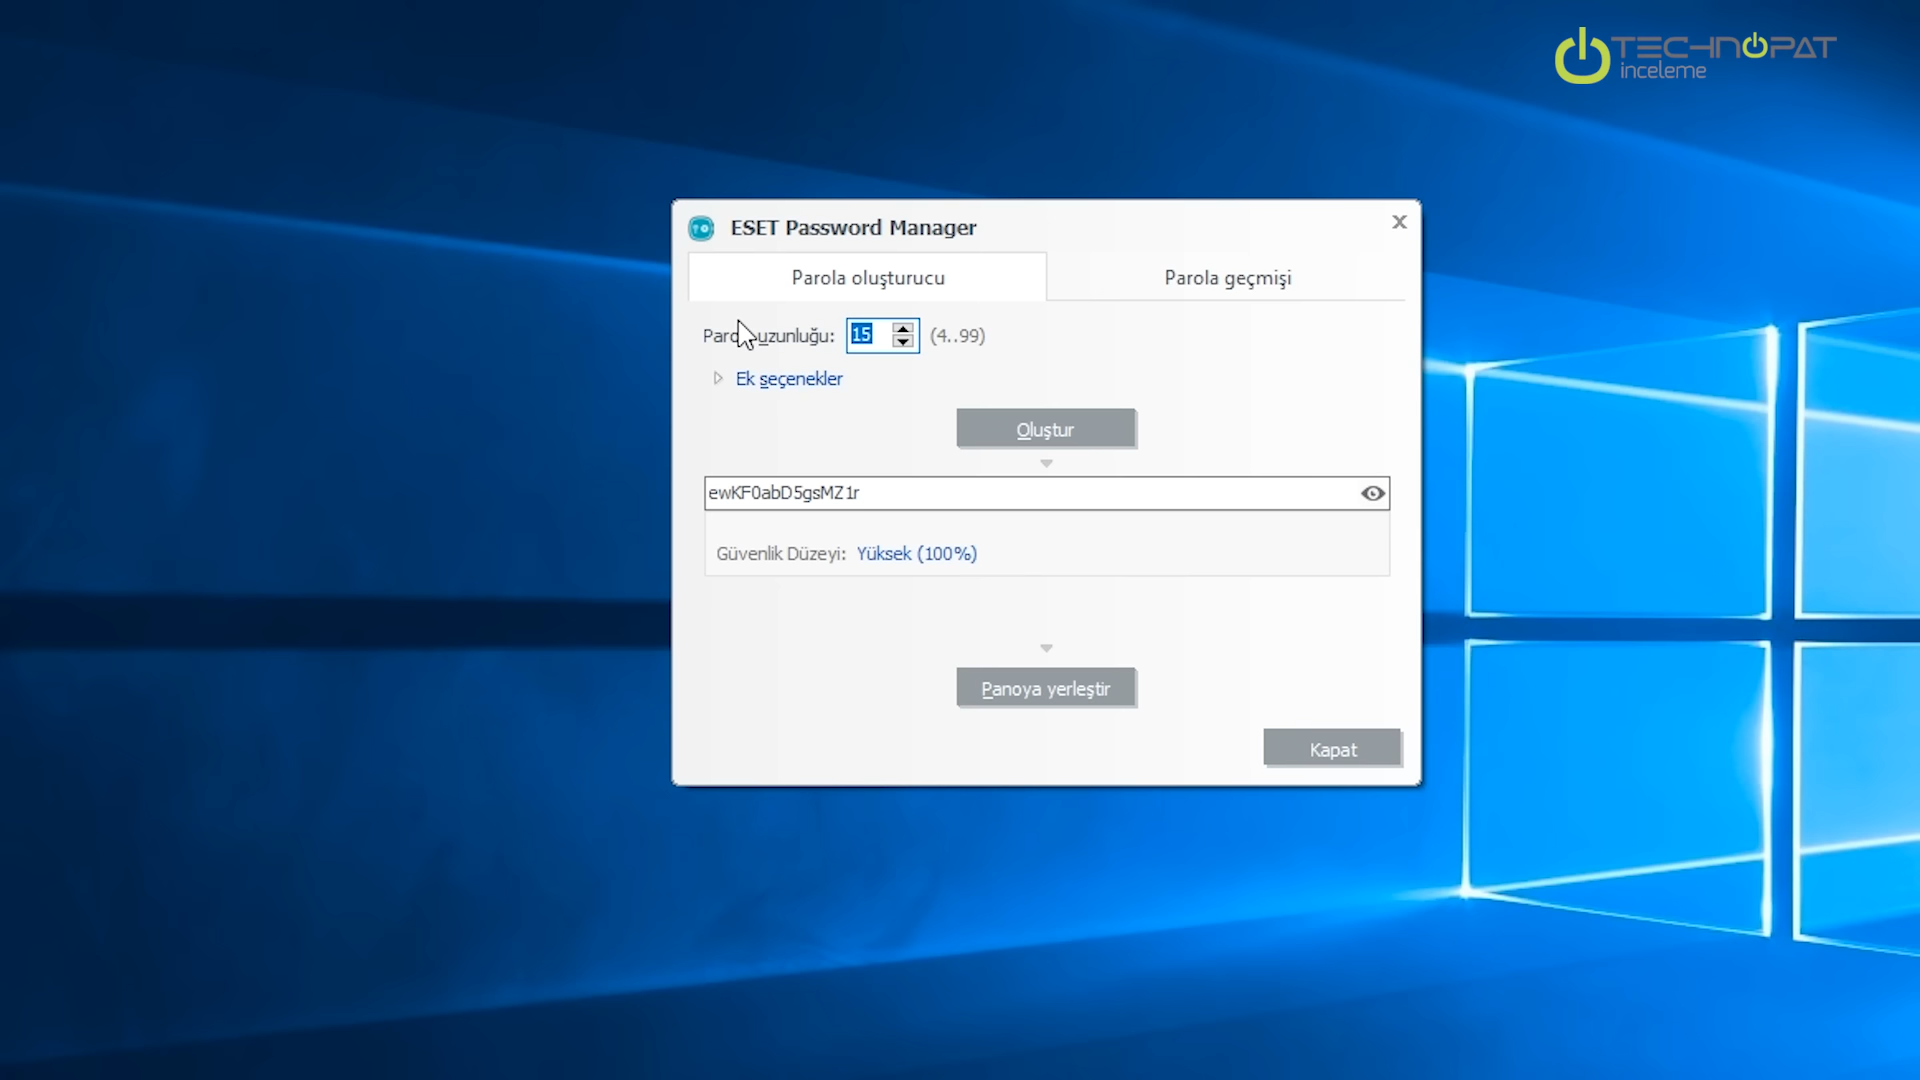 TECHNOPAT
inceleme
ESET Password Manager
Parola oluşturucu
Parola geçmişi
uzunluğu: 15 (4..99)
Ek seçenekler
Oluştur
ewKF0abD5gsMZ1r
Güvenlik Düzeyi: Yüksek (100%)
Panoya yerleştir
Kapat